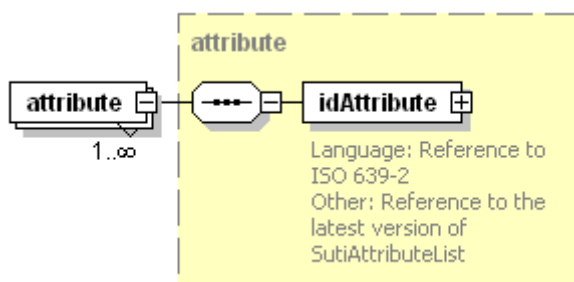 attribute
attribute
idAttribute
1..∞
Language: Reference to
ISO 639-2
Other: Reference to the
latest version of
SutiAttributeList